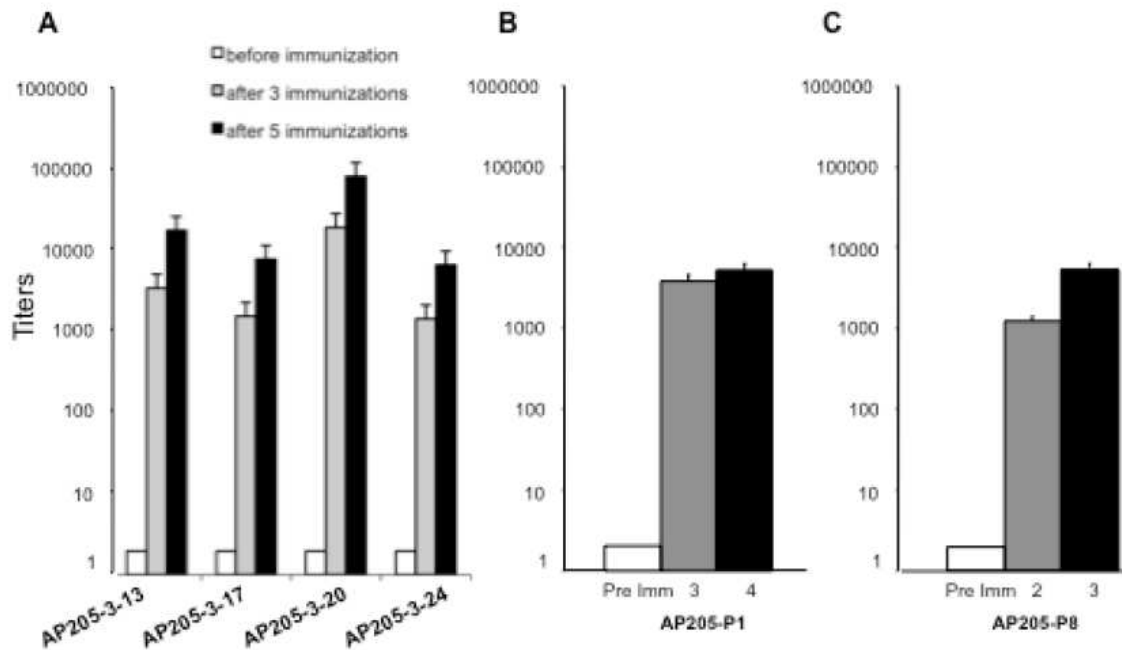 A
before immunization
after 3 immunizations
after 5 immunizations
Titers
1000000
100000
10000
1000
100
10
1
AP205-3-13
AP205-3-17
AP205-3-20
AP205-3-24
B
1000000
100000
10000
1000
100
10
1
Pre Imm 3 4
AP205-P1
C
1000000
100000
10000
1000
100
10
1
Pre Imm 2 3
AP205-P8